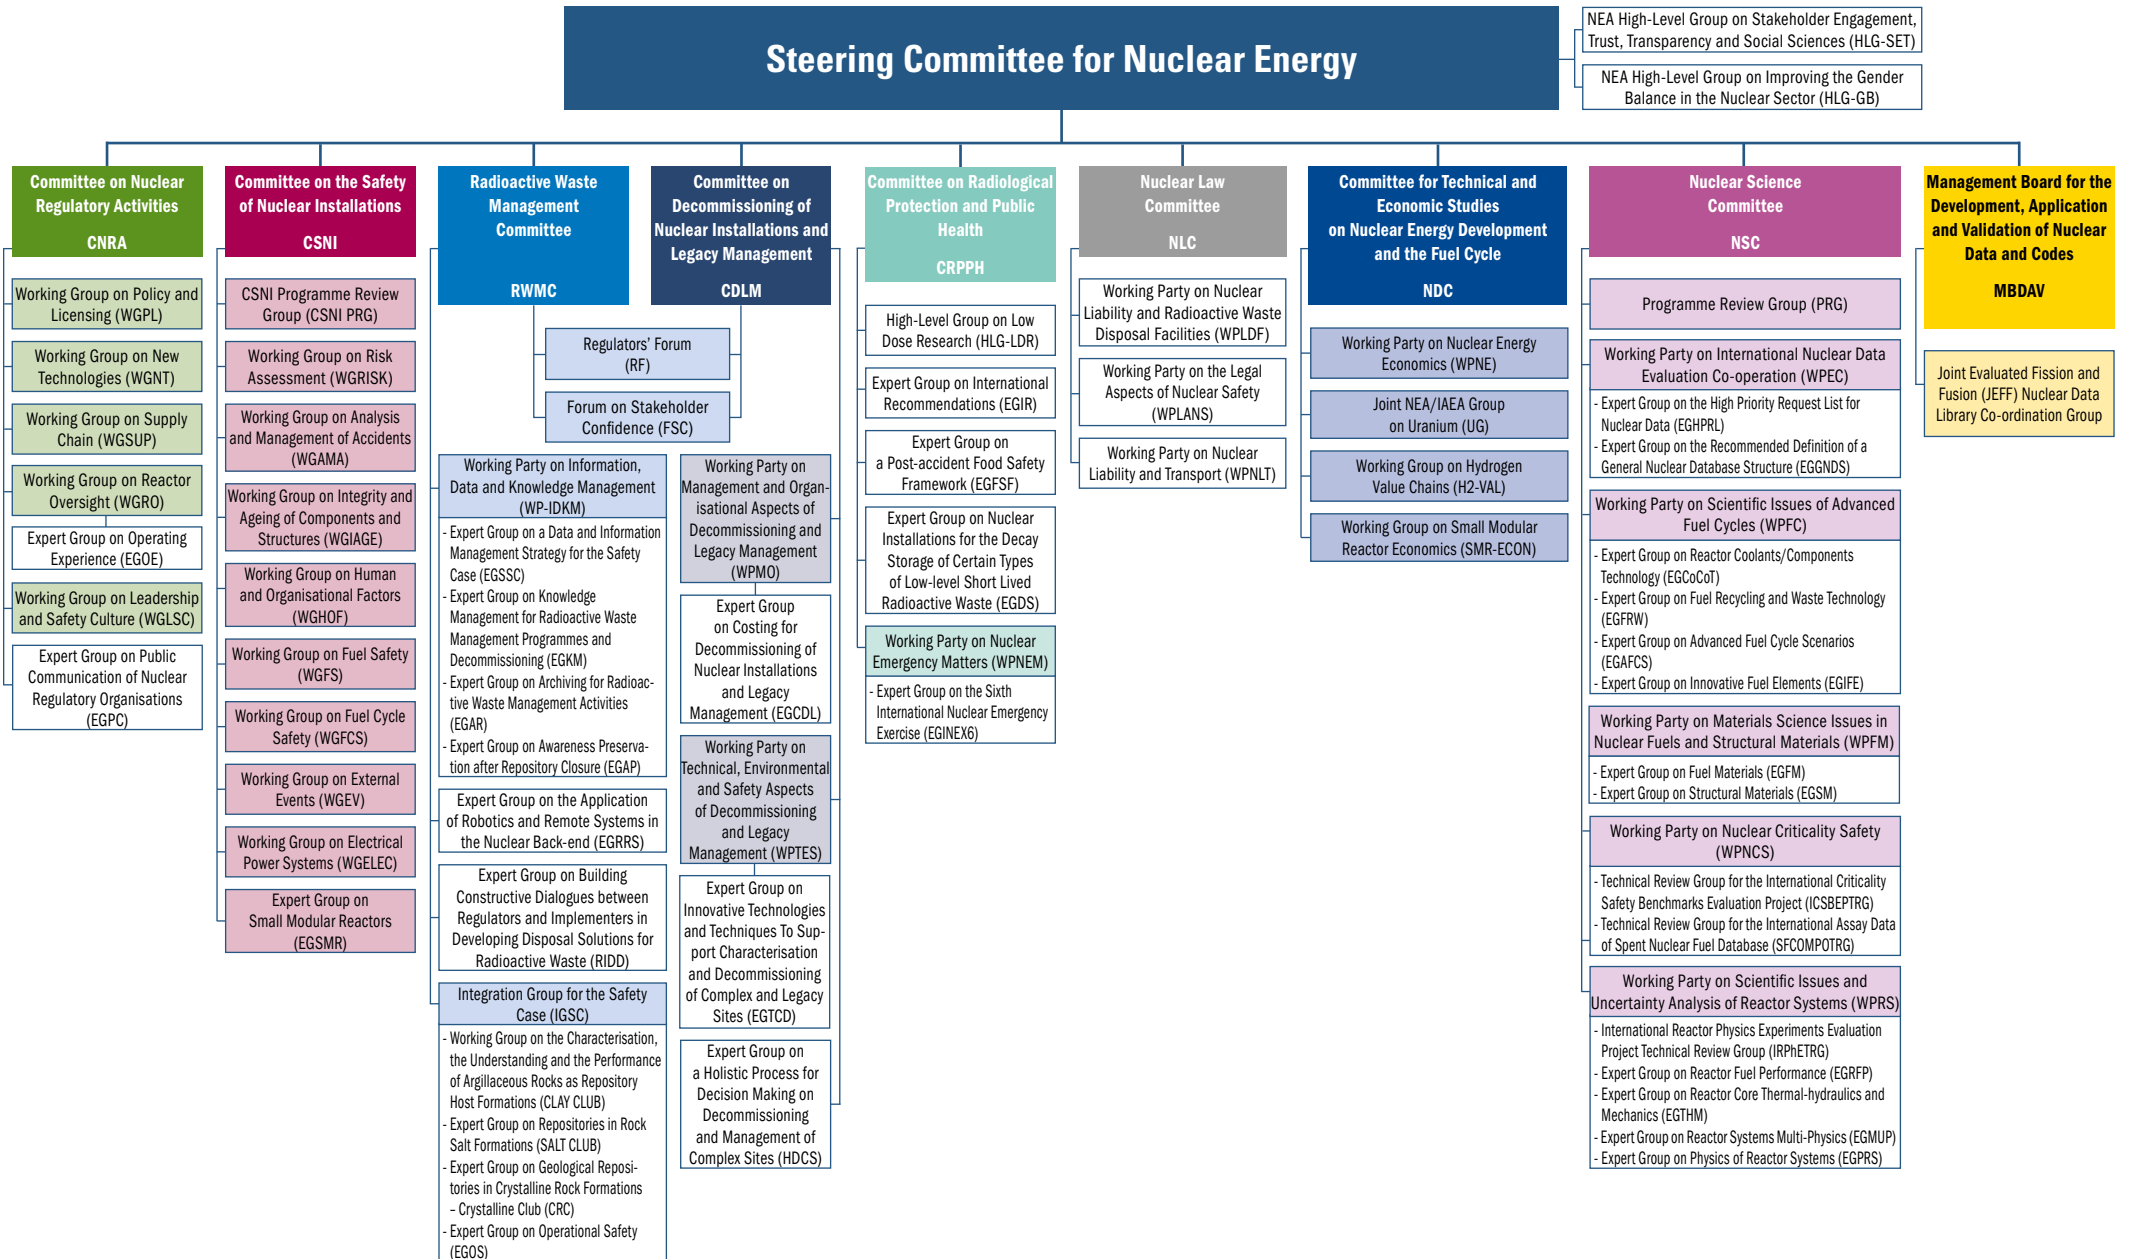 Steering Committee for Nuclear Energy
NEA High-Level Group on Stakeholder Engagement,
Trust, Transparency and Social Sciences (HLG-SET)
NEA High-Level Group on Improving the Gender
Balance in the Nuclear Sector (HLG-GB)
Committee on Nuclear
Regulatory Activities
CNRA
Working Group on Policy and
Licensing (WGPL)
Working Group on New
Technologies (WGNT)
Working Group on Supply
Chain (WGSUP)
Working Group on Reactor
Oversight (WGRO)
Expert Group on Operating
Experience (EGOE)
Working Group on Leadership
and Safety Culture (WGLSC)
Expert Group on Public
Communication of Nuclear
Regulatory Organisations
(EGPC)
Committee on the Safety
of Nuclear Installations
CSNI
CSNI Programme Review
Group (CSNI PRG)
Working Group on Risk
Assessment (WGRISK)
Working Group on Analysis
and Management of Accidents
(WGAMA)
Working Group on Integrity and
Ageing of Components and
Structures (WGIAGE)
Working Group on Human
and Organisational Factors
(WGHOF)
Working Group on Fuel Safety
(WGFS)
Working Group on Fuel Cycle
Safety (WGFCS)
Working Group on External
Events (WGEV)
Working Group on Electrical
Power Systems (WGELEC)
Expert Group on
Small Modular Reactors
(EGSMR)
Radioactive Waste
Management
Committee
RWMC
Committee on
Decommissioning of
Nuclear Installations and
Legacy Management
CDLM
Regulators' Forum
(RF)
Forum on Stakeholder
Confidence (FSC)
Working Party on Information,
Data and Knowledge Management
(WP-IDKM)
- Expert Group on a Data and Information
Management Strategy for the Safety
Case (EGSSC)
- Expert Group on Knowledge
Management for Radioactive Waste
Management Programmes and
Decommissioning (EGKM)
- Expert Group on Archiving for Radioac-
tive Waste Management Activities
(EGAR)
- Expert Group on Awareness Preserva-
tion after Repository Closure (EGAP)
Expert Group on the Application
of Robotics and Remote Systems in
the Nuclear Back-end (EGRRS)
Expert Group on Building
Constructive Dialogues between
Regulators and Implementers in
Developing Disposal Solutions for
Radioactive Waste (RIDD)
Integration Group for the Safety
Case (IGSC)
- Working Group on the Characterisation,
the Understanding and the Performance
of Argillaceous Rocks as Repository
Host Formations (CLAY CLUB)
- Expert Group on Repositories in Rock
Salt Formations (SALT CLUB)
- Expert Group on Geological Reposi-
tories in Crystalline Rock Formations
– Crystalline Club (CRC)
- Expert Group on Operational Safety
(EGOS)
Working Party on
Management and Organ-
isational Aspects of
Decommissioning and
Legacy Management
(WPMO)
Expert Group
on Costing for
Decommissioning of
Nuclear Installations
and Legacy
Management (EGCDL)
Working Party on
Technical, Environmental
and Safety Aspects
of Decommissioning
and Legacy
Management (WPTES)
Expert Group on
Innovative Technologies
and Techniques To Sup-
port Characterisation
and Decommissioning
of Complex and Legacy
Sites (EGTCD)
Expert Group on
a Holistic Process for
Decision Making on
Decommissioning
and Management of
Complex Sites (HDCS)
Committee on Radiological
Protection and Public
Health
CRPPH
High-Level Group on Low
Dose Research (HLG-LDR)
Expert Group on International
Recommendations (EGIR)
Expert Group on
a Post-accident Food Safety
Framework (EGFSF)
Expert Group on Nuclear
Installations for the Decay
Storage of Certain Types
of Low-level Short Lived
Radioactive Waste (EGDS)
Working Party on Nuclear
Emergency Matters (WPNEM)
- Expert Group on the Sixth
International Nuclear Emergency
Exercise (EGINEX6)
Nuclear Law
Committee
NLC
Working Party on Nuclear
Liability and Radioactive Waste
Disposal Facilities (WPLDF)
Working Party on the Legal
Aspects of Nuclear Safety
(WPLANS)
Working Party on Nuclear
Liability and Transport (WPNLT)
Committee for Technical and
Economic Studies
on Nuclear Energy Development
and the Fuel Cycle
NDC
Working Party on Nuclear Energy
Economics (WPNE)
Joint NEA/IAEA Group
on Uranium (UG)
Working Group on Hydrogen
Value Chains (H2-VAL)
Working Group on Small Modular
Reactor Economics (SMR-ECON)
Nuclear Science
Committee
NSC
Programme Review Group (PRG)
Working Party on International Nuclear Data
Evaluation Co-operation (WPEC)
- Expert Group on the High Priority Request List for
Nuclear Data (EGHPRL)
- Expert Group on the Recommended Definition of a
General Nuclear Database Structure (EGGNDS)
Working Party on Scientific Issues of Advanced
Fuel Cycles (WPFC)
- Expert Group on Reactor Coolants/Components
Technology (EGCoCoT)
- Expert Group on Fuel Recycling and Waste Technology
(EGFRW)
- Expert Group on Advanced Fuel Cycle Scenarios
(EGAFCS)
- Expert Group on Innovative Fuel Elements (EGIFE)
Working Party on Materials Science Issues in
Nuclear Fuels and Structural Materials (WPFM)
- Expert Group on Fuel Materials (EGFM)
- Expert Group on Structural Materials (EGSM)
Working Party on Nuclear Criticality Safety
(WPNCS)
- Technical Review Group for the International Criticality
Safety Benchmarks Evaluation Project (ICSBEPTRG)
- Technical Review Group for the International Assay Data
of Spent Nuclear Fuel Database (SFCOMPOTRG)
Working Party on Scientific Issues and
Uncertainty Analysis of Reactor Systems (WPRS)
- International Reactor Physics Experiments Evaluation
Project Technical Review Group (IRPhETRG)
- Expert Group on Reactor Fuel Performance (EGRFP)
- Expert Group on Reactor Core Thermal-hydraulics and
Mechanics (EGTHM)
- Expert Group on Reactor Systems Multi-Physics (EGMUP)
- Expert Group on Physics of Reactor Systems (EGPRS)
Management Board for the
Development, Application
and Validation of Nuclear
Data and Codes
MBDAV
Joint Evaluated Fission and
Fusion (JEFF) Nuclear Data
Library Co-ordination Group